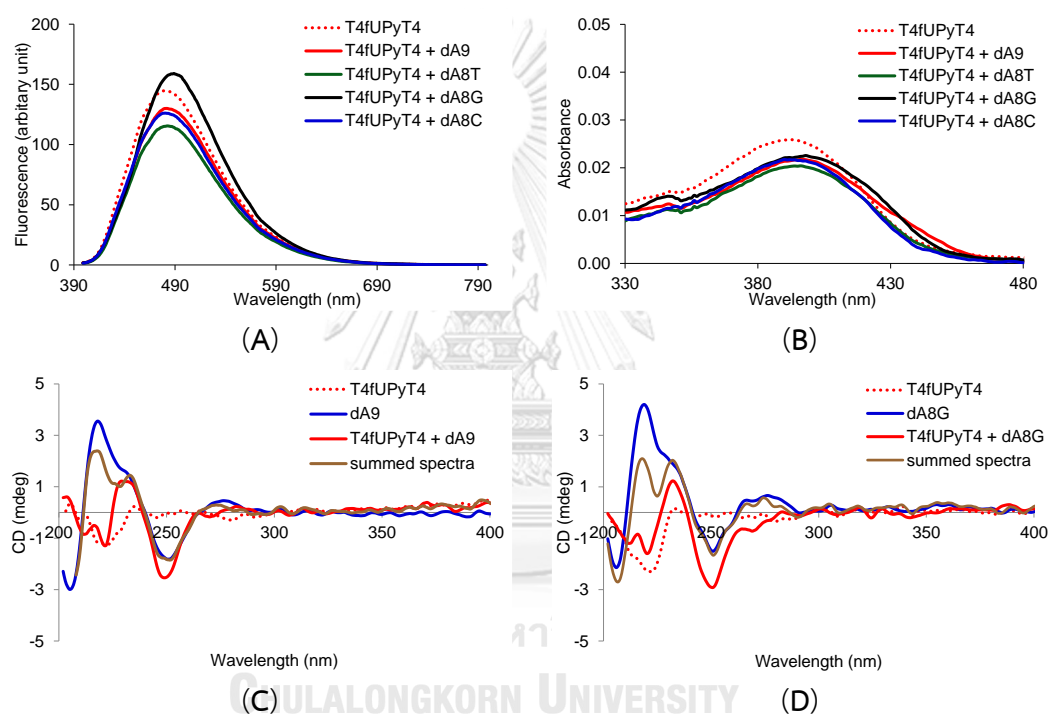 200
150
100
50
0
390 490 590 690 790
Fluorescence (arbitary unit)
Wavelength (nm)
T4fUPyT4
T4fUPyT4 + dA9
T4fUPyT4 + dA8T
T4fUPyT4 + dA8G
T4fUPyT4 + dA8C
(A)
0.05
0.04
0.03
0.02
0.01
0.00
330 380 430 480
Absorbance
Wavelength (nm)
T4fUPyT4
T4fUPyT4 + dA9
T4fUPyT4 + dA8T
T4fUPyT4 + dA8G
T4fUPyT4 + dA8C
(B)
5
3
1
-1
-3
-5
200 250 300 350 400
CD (mdeg)
Wavelength (nm)
T4fUPyT4
dA9
T4fUPyT4 + dA9
summed spectra
(C)
5
3
1
-1
-3
-5
200 250 300 350 400
CD (mdeg)
Wavelength (nm)
T4fUPyT4
dA8G
T4fUPyT4 + dA8G
summed spectra
(D)
CHULALONGKORN UNIVERSITY